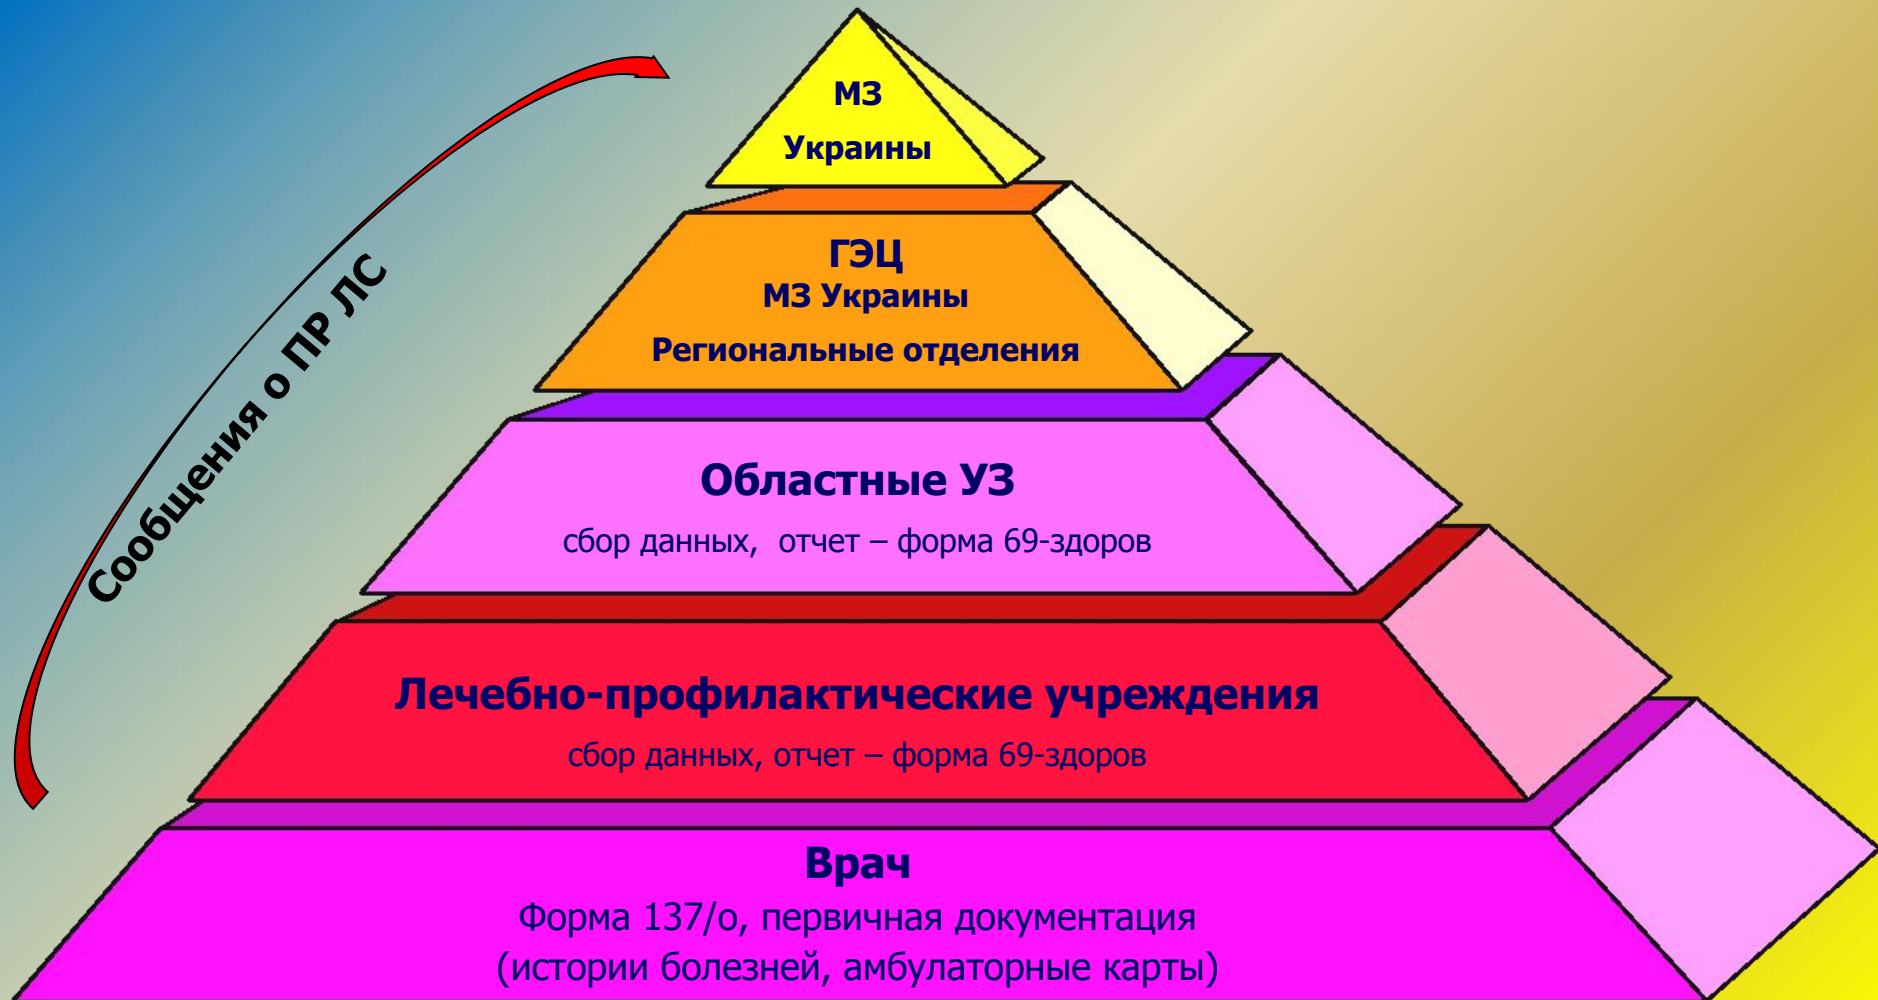 МЗ
Украины
ГЭЦ
МЗ Украины
Региональные отделения
Сообщения о ПР ЛС
Областные УЗ
сбор данных, отчет – форма 69-здоров
Лечебно-профилактические учреждения
сбор данных, отчет – форма 69-здоров
Врач
Форма 137/о, первичная документация
(истории болезней, амбулаторные карты)